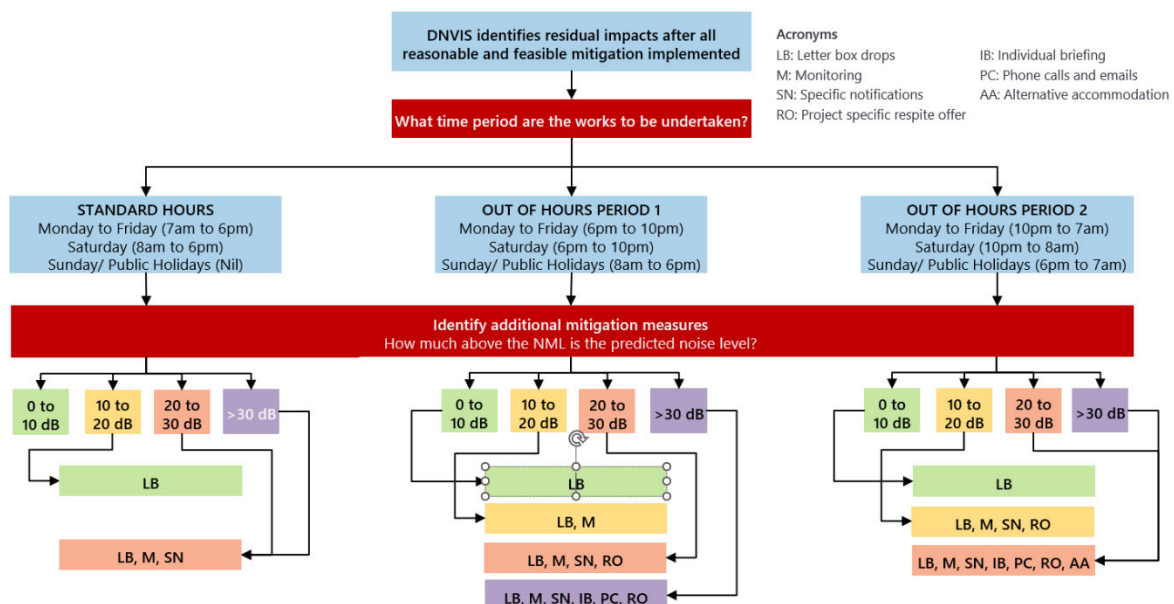 DNVIS identifies residual impacts after all
reasonable and feasible mitigation implemented
Acronyms
LB: Letter box drops
M: Monitoring
SN: Specific notifications
RO: Project specific respite offer
IB: Individual briefing
PC: Phone calls and emails
AA: Alternative accommodation
What time period are the works to be undertaken?
STANDARD HOURS
Monday to Friday (7am to 6pm)
Saturday (8am to 6pm)
Sunday/ Public Holidays (Nil)
OUT OF HOURS PERIOD 1
Monday to Friday (6pm to 10pm)
Saturday (6pm to 10pm)
Sunday/ Public Holidays (8am to 6pm)
OUT OF HOURS PERIOD 2
Monday to Friday (10pm to 7am)
Saturday (10pm to 8am)
Sunday/ Public Holidays (6pm to 7am)
Identify additional mitigation measures
How much above the NML is the predicted noise level?
0 to
10 dB
10 to
20 dB
20 to
30 dB
>30 dB
LB
LB, M, SN
0 to
10 dB
10 to
20 dB
20 to
30 dB
>30 dB
LB
LB, M
LB, M, SN, RO
LB, M, SN, IB, PC, RO
0 to
10 dB
10 to
20 dB
20 to
30 dB
>30 dB
LB
LB, M, SN, RO
LB, M, SN, IB, PC, RO, AA